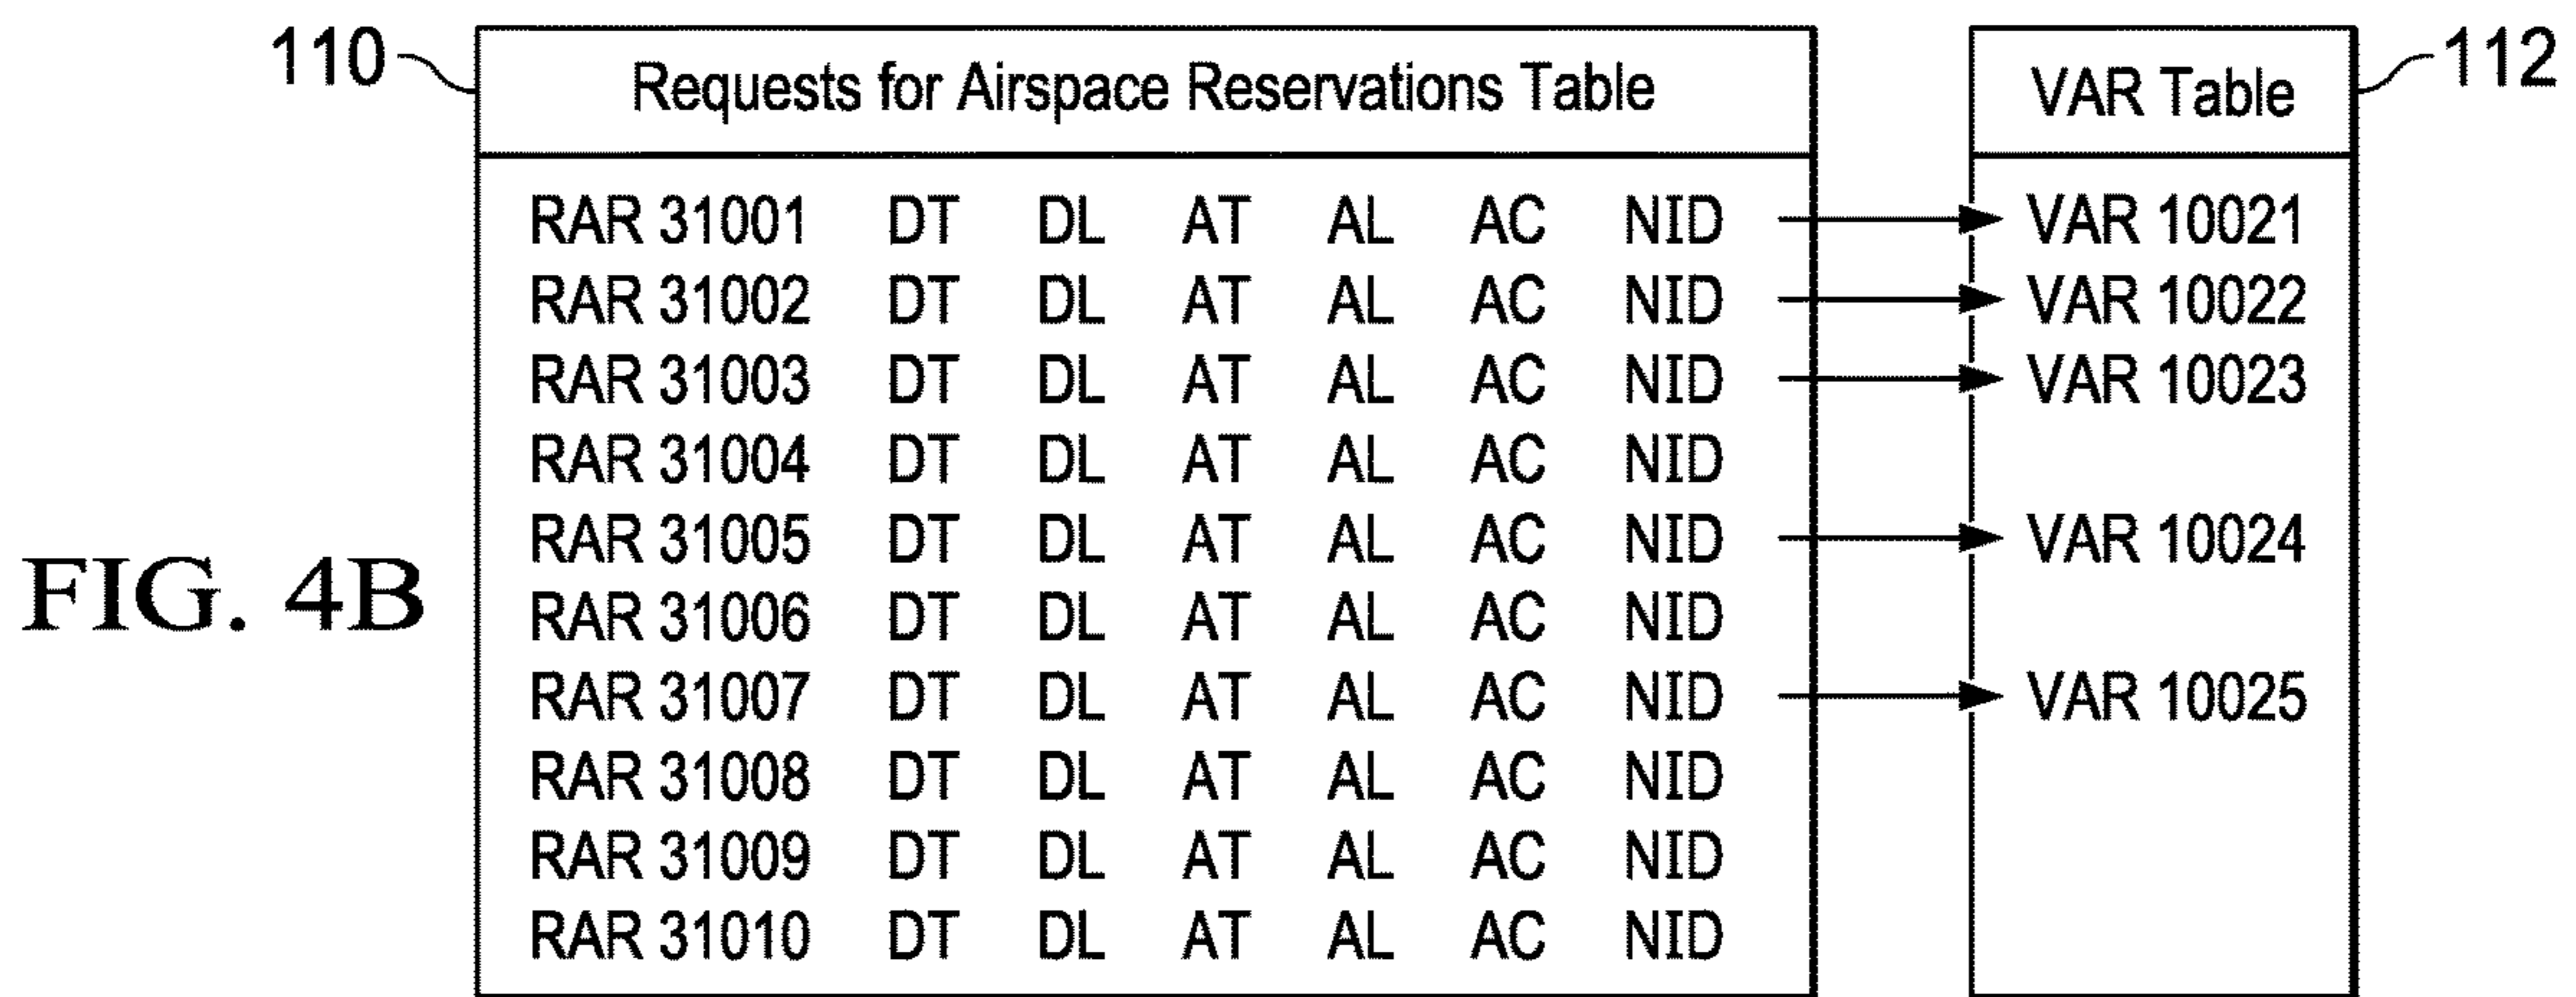 110 Requests for Airspace Reservations Table VAR Table 112
RAR 31001 DT DL AT AL AC NID VAR 10021
RAR 31002 DT DL AT AL AC NID VAR 10022
RAR 31003 DT DL AT AL AC NID VAR 10023
RAR 31004 DT DL AT AL AC NID
RAR 31005 DT DL AT AL AC NID VAR 10024
RAR 31006 DT DL AT AL AC NID
RAR 31007 DT DL AT AL AC NID VAR 10025
RAR 31008 DT DL AT AL AC NID
RAR 31009 DT DL AT AL AC NID
RAR 31010 DT DL AT AL AC NID
FIG. 4B